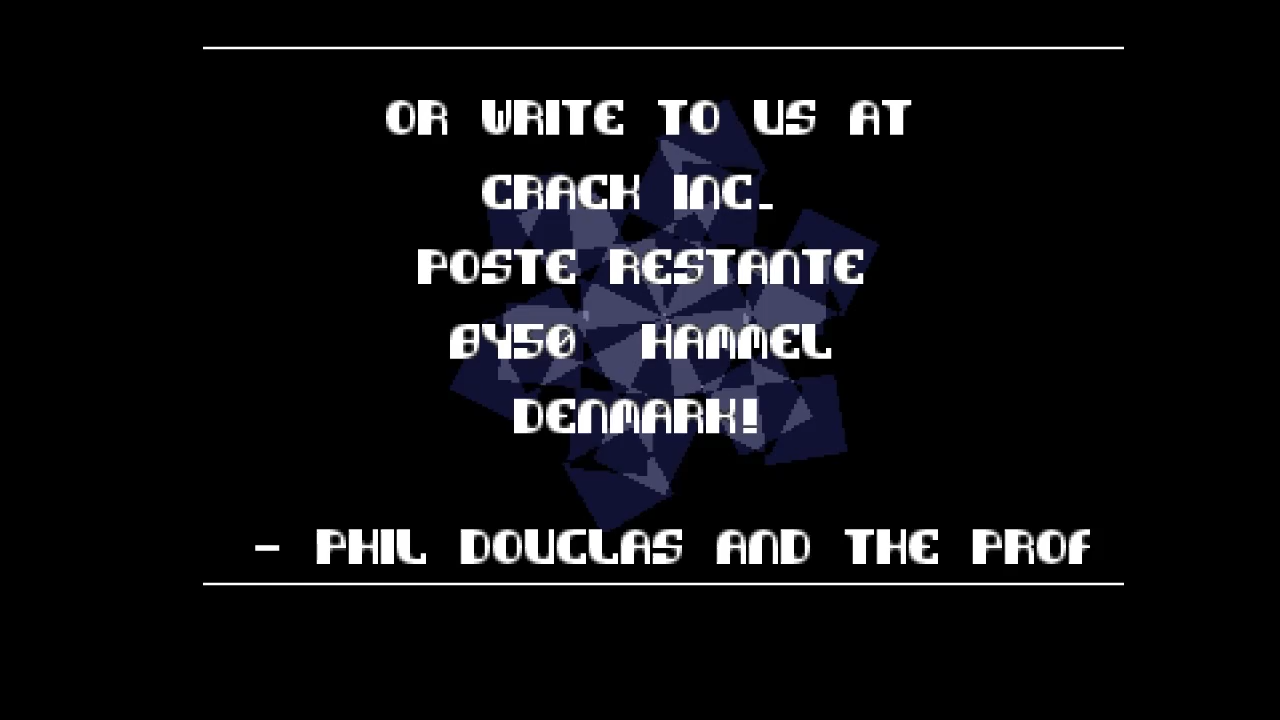 OR WRITE TO US AT
CRACK INC.
POSTE RESTANTE
8450 HAMMEL
DENMARK!
- PHIL DOUGLAS AND THE PROF